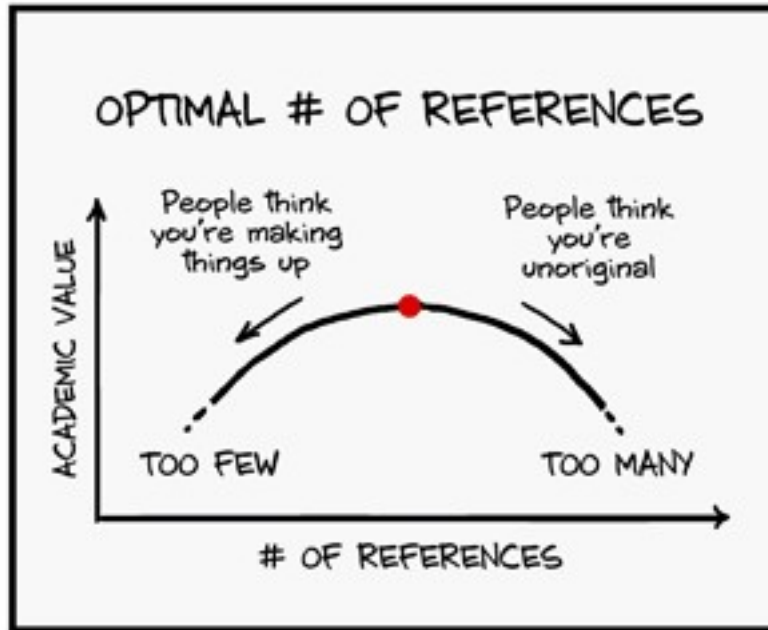 OPTIMAL # OF REFERENCES
People think
you're making
things up
People think
you're
unoriginal
ACADEMIC VALUE
TOO FEW
TOO MANY
# OF REFERENCES